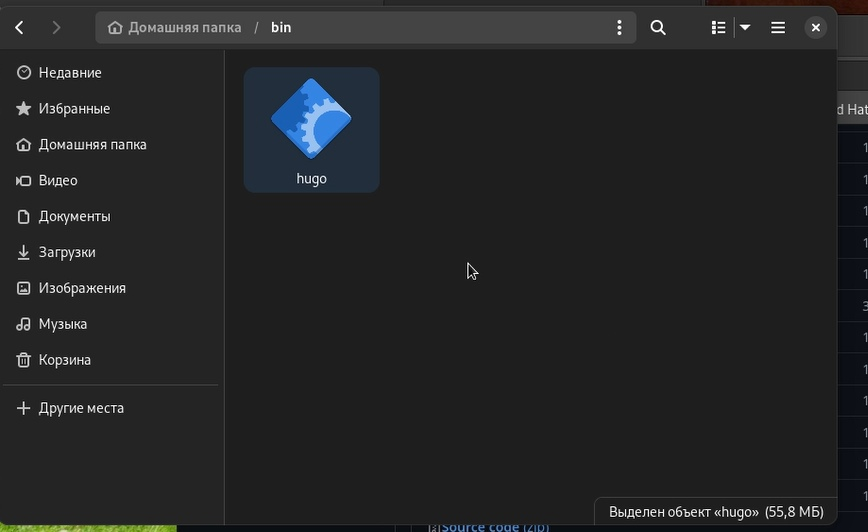 Домашняя папка / bin
Недавние
Избранные
Домашняя папка
Видео
Документы
Загрузки
Изображения
Музыка
Корзина
Другие места
hugo
Выделен объект «hugo» (55,8 МБ)
d Hat
1
1
1
1
1
3
1
1
1
1
1
1
Source code (zip)